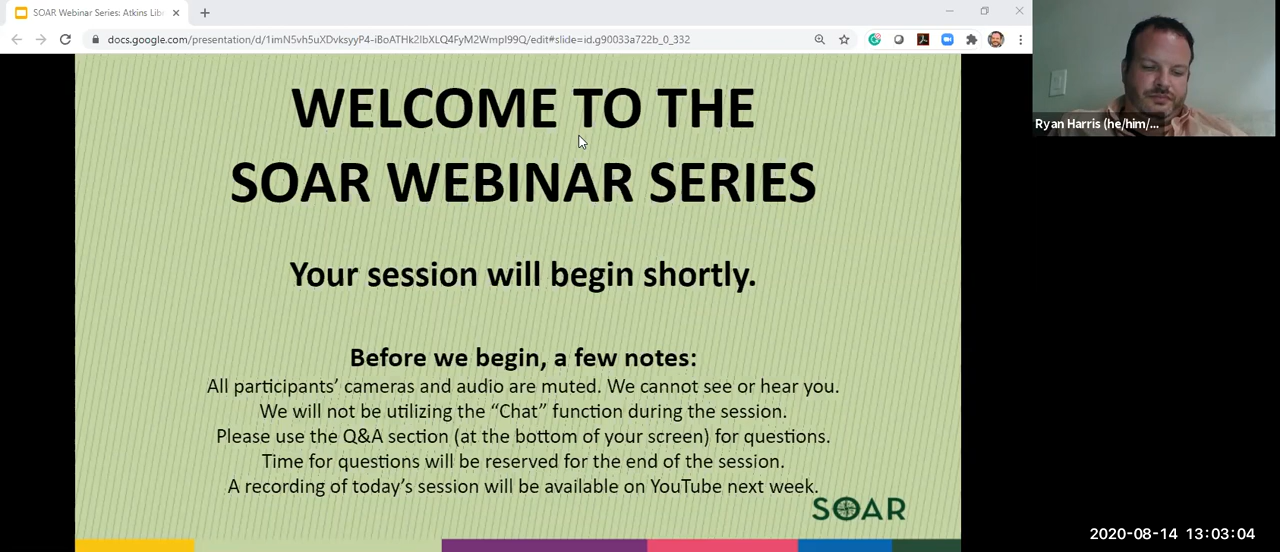 SOAR Webinar Series: Atkins Lib
docs.google.com/presentation/d/1imN5vh5uXDvksyyP4-iBoATHk2IbXLQ4FyM2WmpI99Q/edit#slide=id.g90033a722b_0_332
Ryan Harris (he/him/...
WELCOME TO THE
SOAR WEBINAR SERIES
Your session will begin shortly.
Before we begin, a few notes:
All participants’ cameras and audio are muted. We cannot see or hear you.
We will not be utilizing the “Chat” function during the session.
Please use the Q&A section (at the bottom of your screen) for questions.
Time for questions will be reserved for the end of the session.
A recording of today’s session will be available on YouTube next week.
SOAR
2020-08-14 13:03:04